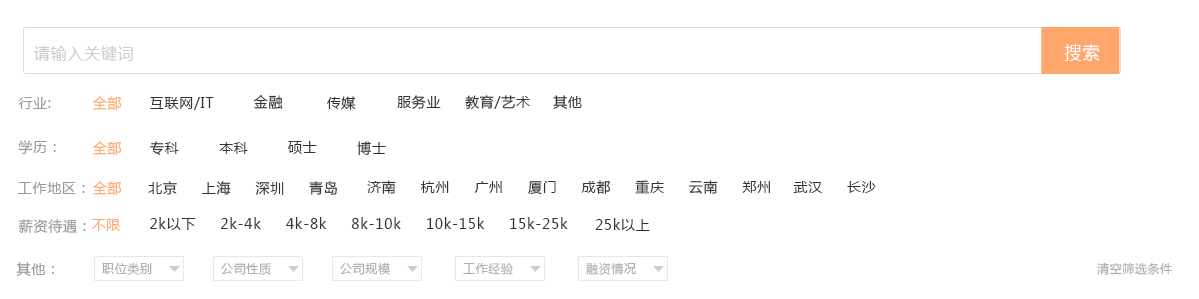 请输入关键词 搜索
行业: 全部 互联网/IT 金融 传媒 服务业 教育/艺术 其他
学历： 全部 专科 本科 硕士 博士
工作地区： 全部 北京 上海 深圳 青岛 济南 杭州 广州 厦门 成都 重庆 云南 郑州 武汉 长沙
薪资待遇： 不限 2k以下 2k-4k 4k-8k 8k-10k 10k-15k 15k-25k 25k以上
其他： 职位类别 公司性质 公司规模 工作经验 融资情况 清空筛选条件